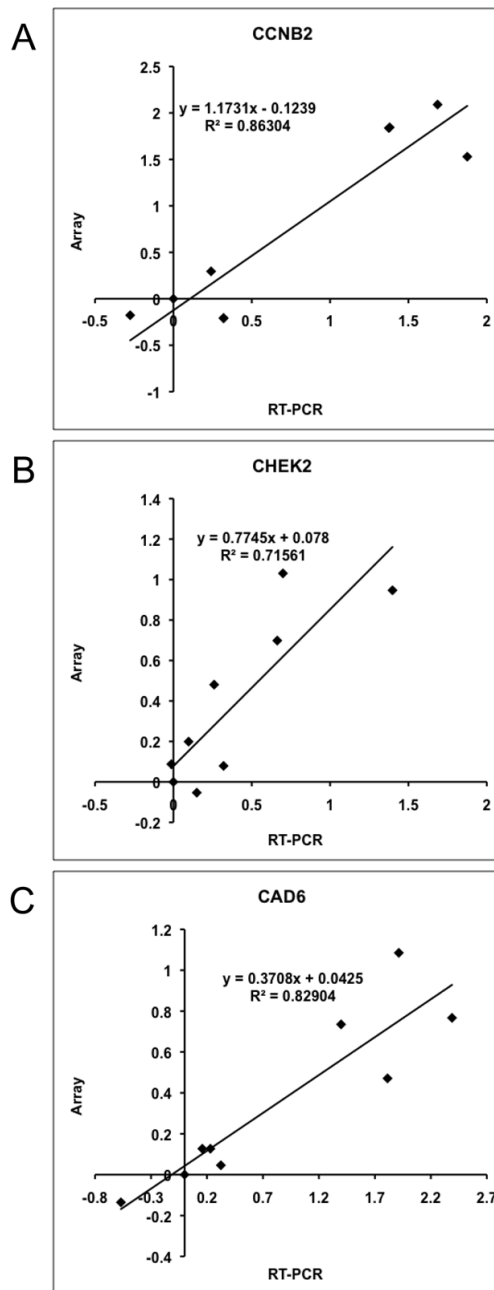 A
CCNB2
2.5
y = 1.1731x - 0.1239
2
R² = 0.86304
1.5
Array
1
0.5
0
-0.5 0 0.5 1 1.5 2
-0.5
-1
RT-PCR
B
CHEK2
1.4
1.2
y = 0.7745x + 0.078
R² = 0.71561
1
0.8
Array
0.6
0.4
0.2
0
-0.5 0 0.5 1 1.5 2
-0.2
RT-PCR
C
CAD6
1.2
1
y = 0.3708x + 0.0425
R² = 0.82904
0.8
0.6
Array
0.4
0.2
0
-0.8 -0.3 0.2 0.7 1.2 1.7 2.2 2.7
-0.2
-0.4
RT-PCR